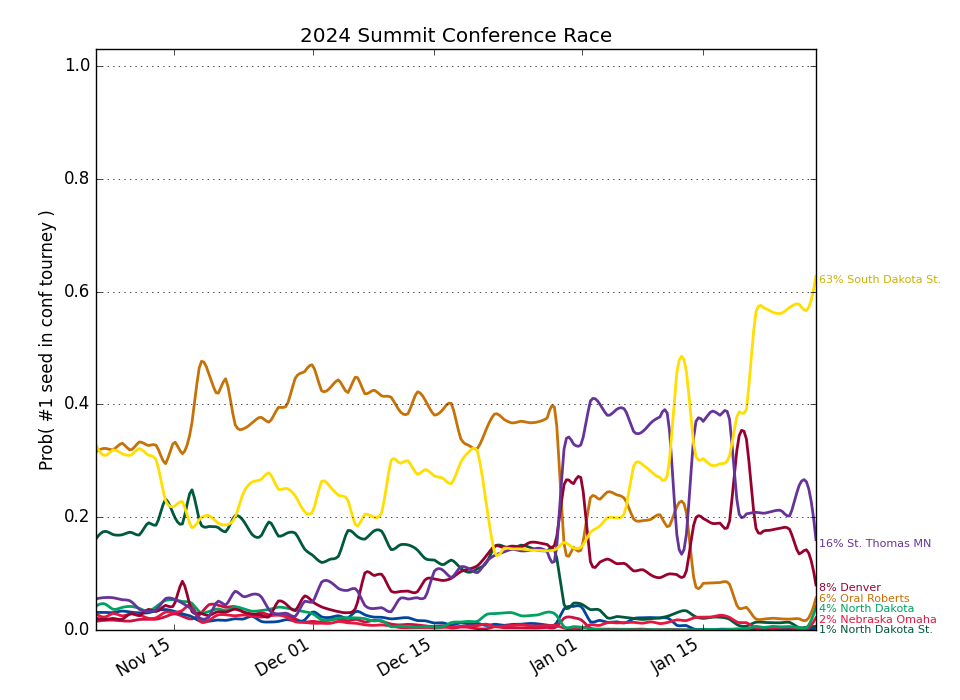 2024 Summit Conference Race
Prob( #1 seed in conf tourney )
1.0
0.8
0.6
0.4
0.2
0.0
Nov 15
Dec 01
Dec 15
Jan 01
Jan 15
63% South Dakota St.
16% St. Thomas MN
8% Denver
6% Oral Roberts
4% North Dakota
2% Nebraska Omaha
1% North Dakota St.